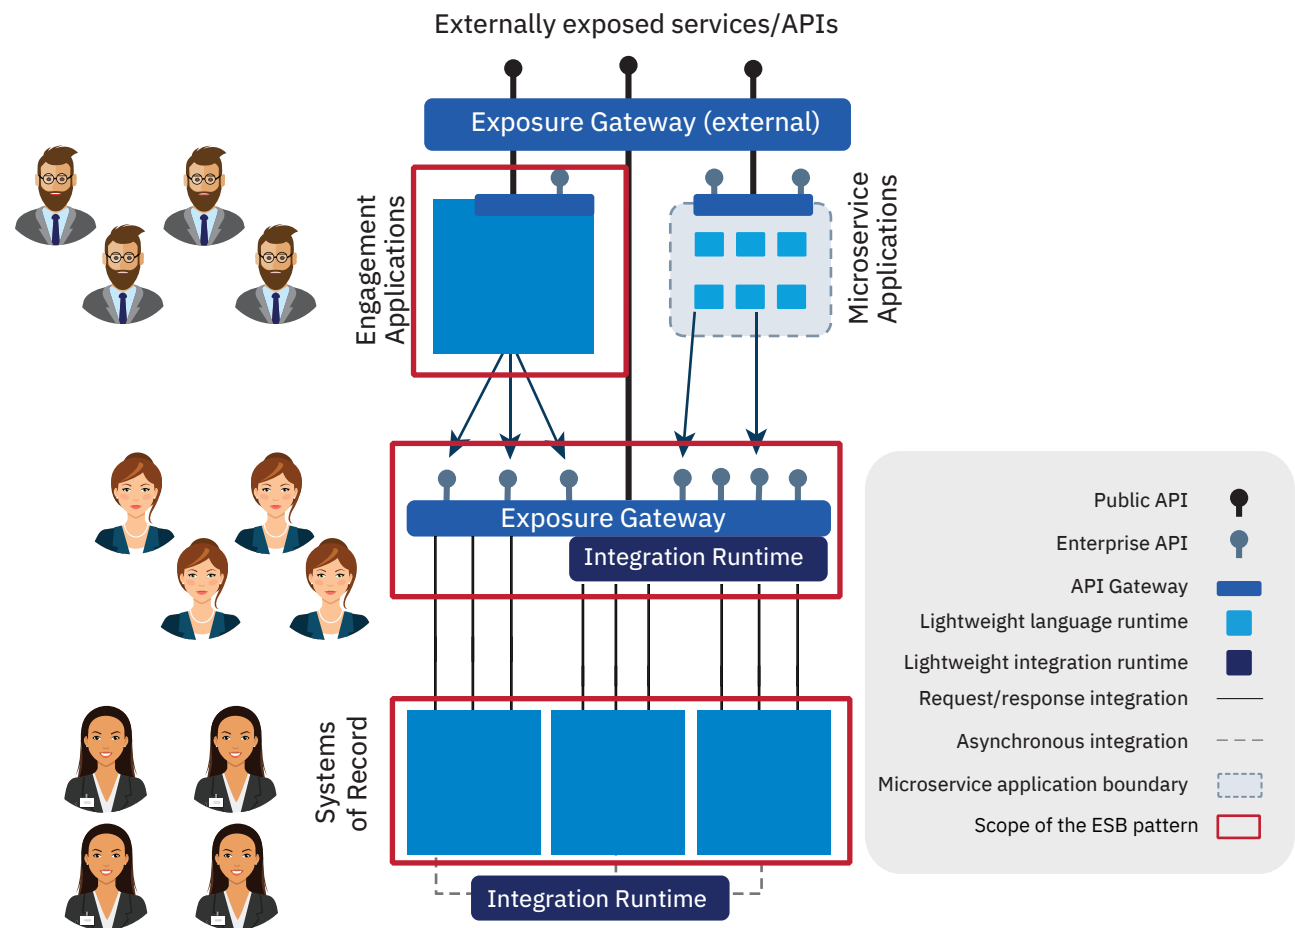 Externally exposed services/APIs
Exposure Gateway (external)
Engagement
Applications
Microservice
Applications
Exposure Gateway
Integration Runtime
Systems
of Record
Integration Runtime
Public API
Enterprise API
API Gateway
Lightweight language runtime
Lightweight integration runtime
Request/response integration
Asynchronous integration
Microservice application boundary
Scope of the ESB pattern